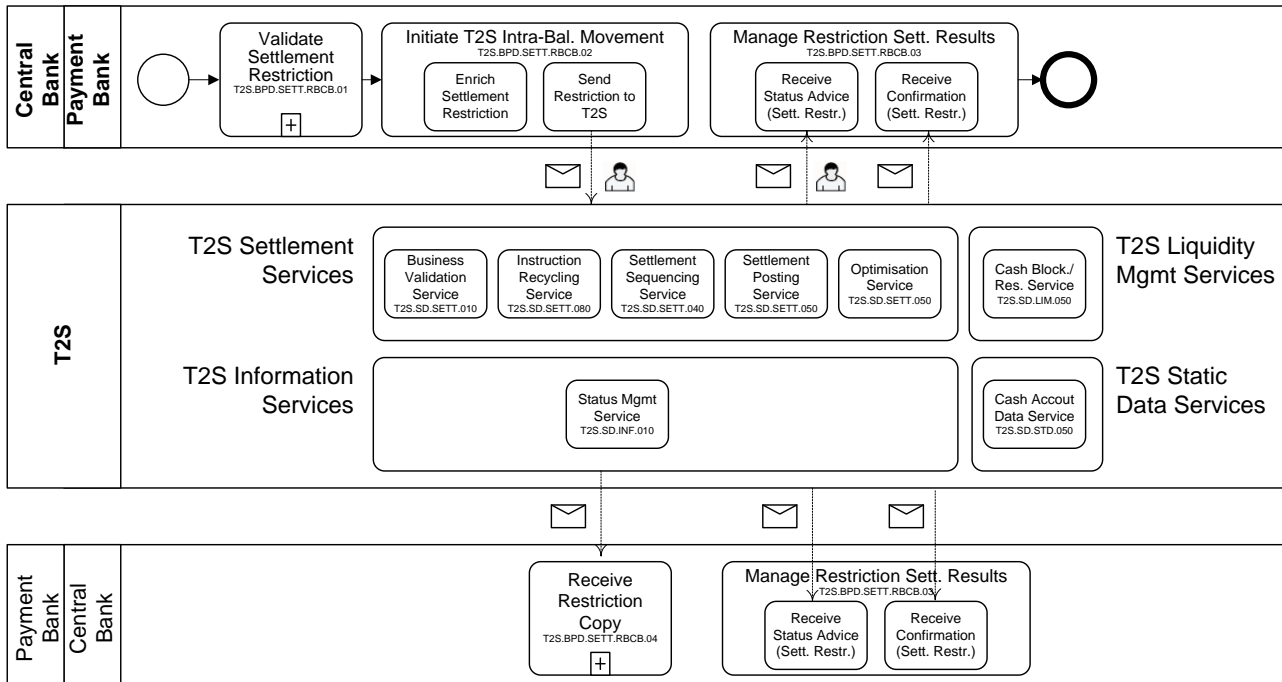 Central
Bank
Payment
Bank
Validate
Settlement
Restriction
T2S.BPD.SETT.RBCB.01
Initiate T2S Intra-Bal. Movement
T2S.BPD.SETT.RBCB.02
Enrich
Settlement
Restriction
Send
Restriction to
T2S
Manage Restriction Sett. Results
T2S.BPD.SETT.RBCB.03
Receive
Status Advice
(Sett. Restr.)
Receive
Confirmation
(Sett. Restr.)
T2S
T2S Settlement
Services
Business
Validation
Service
T2S.SD.SETT.010
Instruction
Recycling
Service
T2S.SD.SETT.080
Settlement
Sequencing
Service
T2S.SD.SETT.040
Settlement
Posting
Service
T2S.SD.SETT.050
Optimisation
Service
T2S.SD.SETT.050
Cash Block./
Res. Service
T2S.SD.LIM.050
T2S Liquidity
Mgmt Services
T2S Information
Services
Status Mgmt
Service
T2S.SD.INF.010
Cash Accout
Data Service
T2S.SD.STD.050
T2S Static
Data Services
Payment
Bank
Central
Bank
Receive
Restriction
Copy
T2S.BPD.SETT.RBCB.04
Manage Restriction Sett. Results
T2S.BPD.SETT.RBCB.03
Receive
Status Advice
(Sett. Restr.)
Receive
Confirmation
(Sett. Restr.)